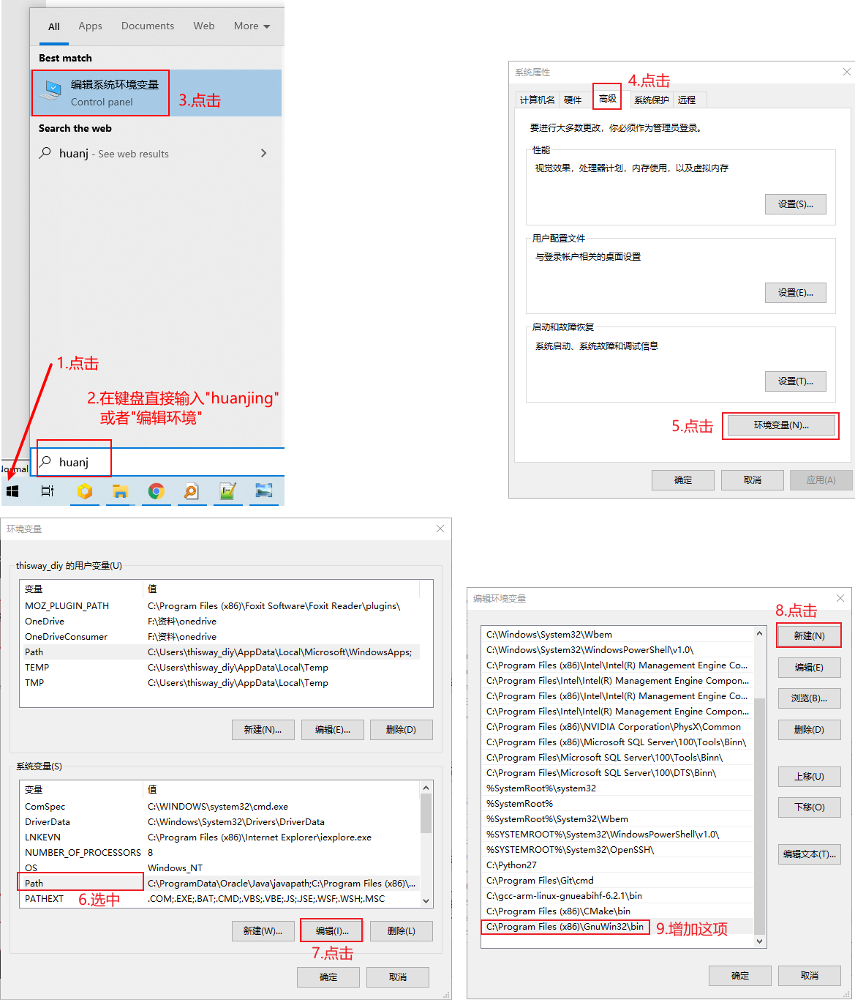 All Apps Documents Web More
Best match
编辑系统环境变量
Control panel
3.点击
Search the web
huanj - See web results
1.点击
2.在键盘直接输入"huanjing"
或者"编辑环境"
huanj
系统属性
4.点击
计算机名 硬件 高级 系统保护 远程
要进行大多数更改，你必须作为管理员登录。
性能
视觉效果，处理器计划，内存使用，以及虚拟内存
设置(S)...
用户配置文件
与登录帐户相关的桌面设置
设置(E)...
启动和故障恢复
系统启动、系统故障和调试信息
设置(T)...
5.点击
环境变量(N)...
确定 取消 应用(A)
环境变量
thisway_diy 的用户变量(U)
变量 值
MOZ_PLUGIN_PATH C:\Program Files (x86)\Foxit Software\Foxit Reader\plugins\
OneDrive F:\资料\onedrive
OneDriveConsumer F:\资料\onedrive
Path C:\Users\thisway_diy\AppData\Local\Microsoft\WindowsApps;
TEMP C:\Users\thisway_diy\AppData\Local\Temp
TMP C:\Users\thisway_diy\AppData\Local\Temp
新建(N)... 编辑(E)... 删除(D)
系统变量(S)
变量 值
ComSpec C:\WINDOWS\system32\cmd.exe
DriverData C:\Windows\System32\Drivers\DriverData
LNKEVN C:\Program Files (x86)\Internet Explorer\iexplore.exe
NUMBER_OF_PROCESSORS 8
OS Windows_NT
Path C:\ProgramData\Oracle\Java\javapath;C:\Program Files (x86)\...
PATHEXT .COM;.EXE;.BAT;.CMD;.VBS;.VBE;.JS;.JSE;.WSF;.WSH;.MSC
6.选中
新建(W)... 编辑(I)... 删除(L)
7.点击
确定 取消
编辑环境变量
8.点击
C:\Windows\System32\Wbem
C:\Windows\System32\WindowsPowerShell\v1.0\
C:\Program Files (x86)\Intel\Intel(R) Management Engine Co...
C:\Program Files\Intel\Intel(R) Management Engine Compon...
C:\Program Files (x86)\Intel\Intel(R) Management Engine Co...
C:\Program Files\Intel\Intel(R) Management Engine Compon...
C:\Program Files (x86)\NVIDIA Corporation\PhysX\Common
C:\Program Files (x86)\Microsoft SQL Server\100\Tools\Binn\
C:\Program Files\Microsoft SQL Server\100\Tools\Binn\
C:\Program Files\Microsoft SQL Server\100\DTS\Binn\
%SystemRoot%\system32
%SystemRoot%
%SystemRoot%\System32\Wbem
%SYSTEMROOT%\System32\WindowsPowerShell\v1.0\
%SYSTEMROOT%\System32\OpenSSH\
C:\Python27
C:\Program Files\Git\cmd
C:\gcc-arm-linux-gnueabihf-6.2.1\bin
C:\Program Files (x86)\CMake\bin
C:\Program Files (x86)\GnuWin32\bin
9.增加这项
新建(N)
编辑(E)
浏览(B)...
删除(D)
上移(U)
下移(O)
编辑文本(T)...
确定 取消